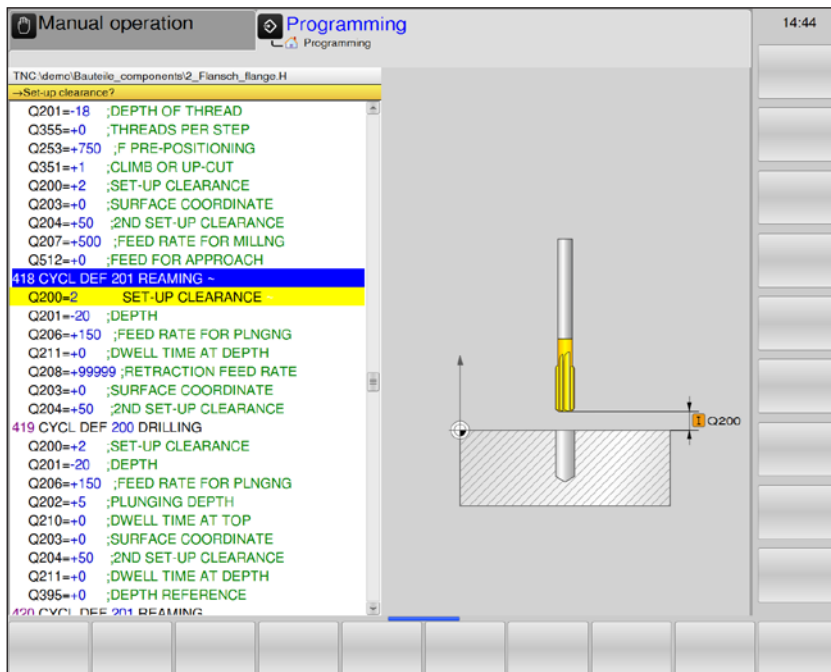 Manual operation
Programming
14:44
Programming
TNC:\demo\Bauteile_components\2_Flansch_flange.H
→Set-up clearance?
Q201=-18 ;DEPTH OF THREAD
Q355=+0 ;THREADS PER STEP
Q253=+750 ;F PRE-POSITIONING
Q351=+1 ;CLIMB OR UP-CUT
Q200=+2 ;SET-UP CLEARANCE
Q203=+0 ;SURFACE COORDINATE
Q204=+50 ;2ND SET-UP CLEARANCE
Q207=+500 ;FEED RATE FOR MILLNG
Q512=+0 ;FEED FOR APPROACH
418 CYCL DEF 201 REAMING ~
Q200=2 SET-UP CLEARANCE ~
Q201=-20 ;DEPTH
Q206=+150 ;FEED RATE FOR PLNGNG
Q211=+0 ;DWELL TIME AT DEPTH
Q208=+99999 ;RETRACTION FEED RATE
Q203=+0 ;SURFACE COORDINATE
Q204=+50 ;2ND SET-UP CLEARANCE
419 CYCL DEF 200 DRILLING
Q200=+2 ;SET-UP CLEARANCE
Q201=-20 ;DEPTH
Q206=+150 ;FEED RATE FOR PLNGNG
Q202=+5 ;PLUNGING DEPTH
Q210=+0 ;DWELL TIME AT TOP
Q203=+0 ;SURFACE COORDINATE
Q204=+50 ;2ND SET-UP CLEARANCE
Q211=+0 ;DWELL TIME AT DEPTH
Q395=+0 ;DEPTH REFERENCE
420 CYCL DEF 201 REAMING
Q200